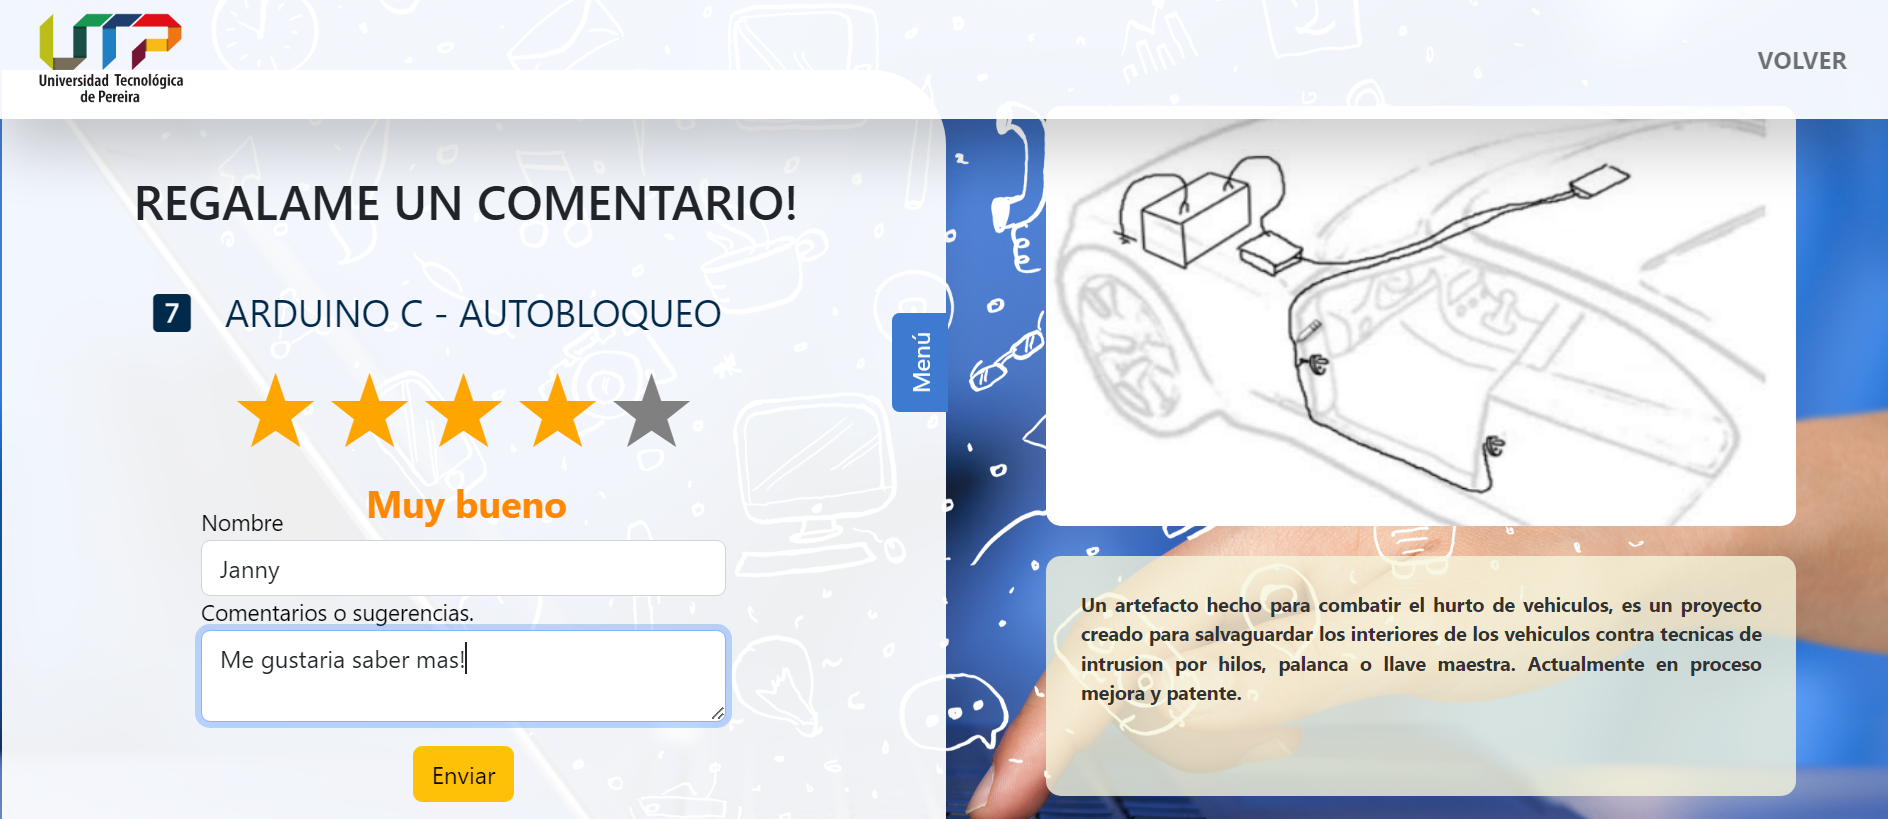 Universidad Tecnológica
de Pereira
VOLVER
REGALAME UN COMENTARIO!
7 ARDUINO C - AUTOBLOQUEO
Menú
Muy bueno
Nombre
Janny
Comentarios o sugerencias.
Me gustaria saber mas!
Enviar
Un artefacto hecho para combatir el hurto de vehiculos, es un proyecto
creado para salvaguardar los interiores de los vehiculos contra tecnicas de
intrusion por hilos, palanca o llave maestra. Actualmente en proceso
mejora y patente.